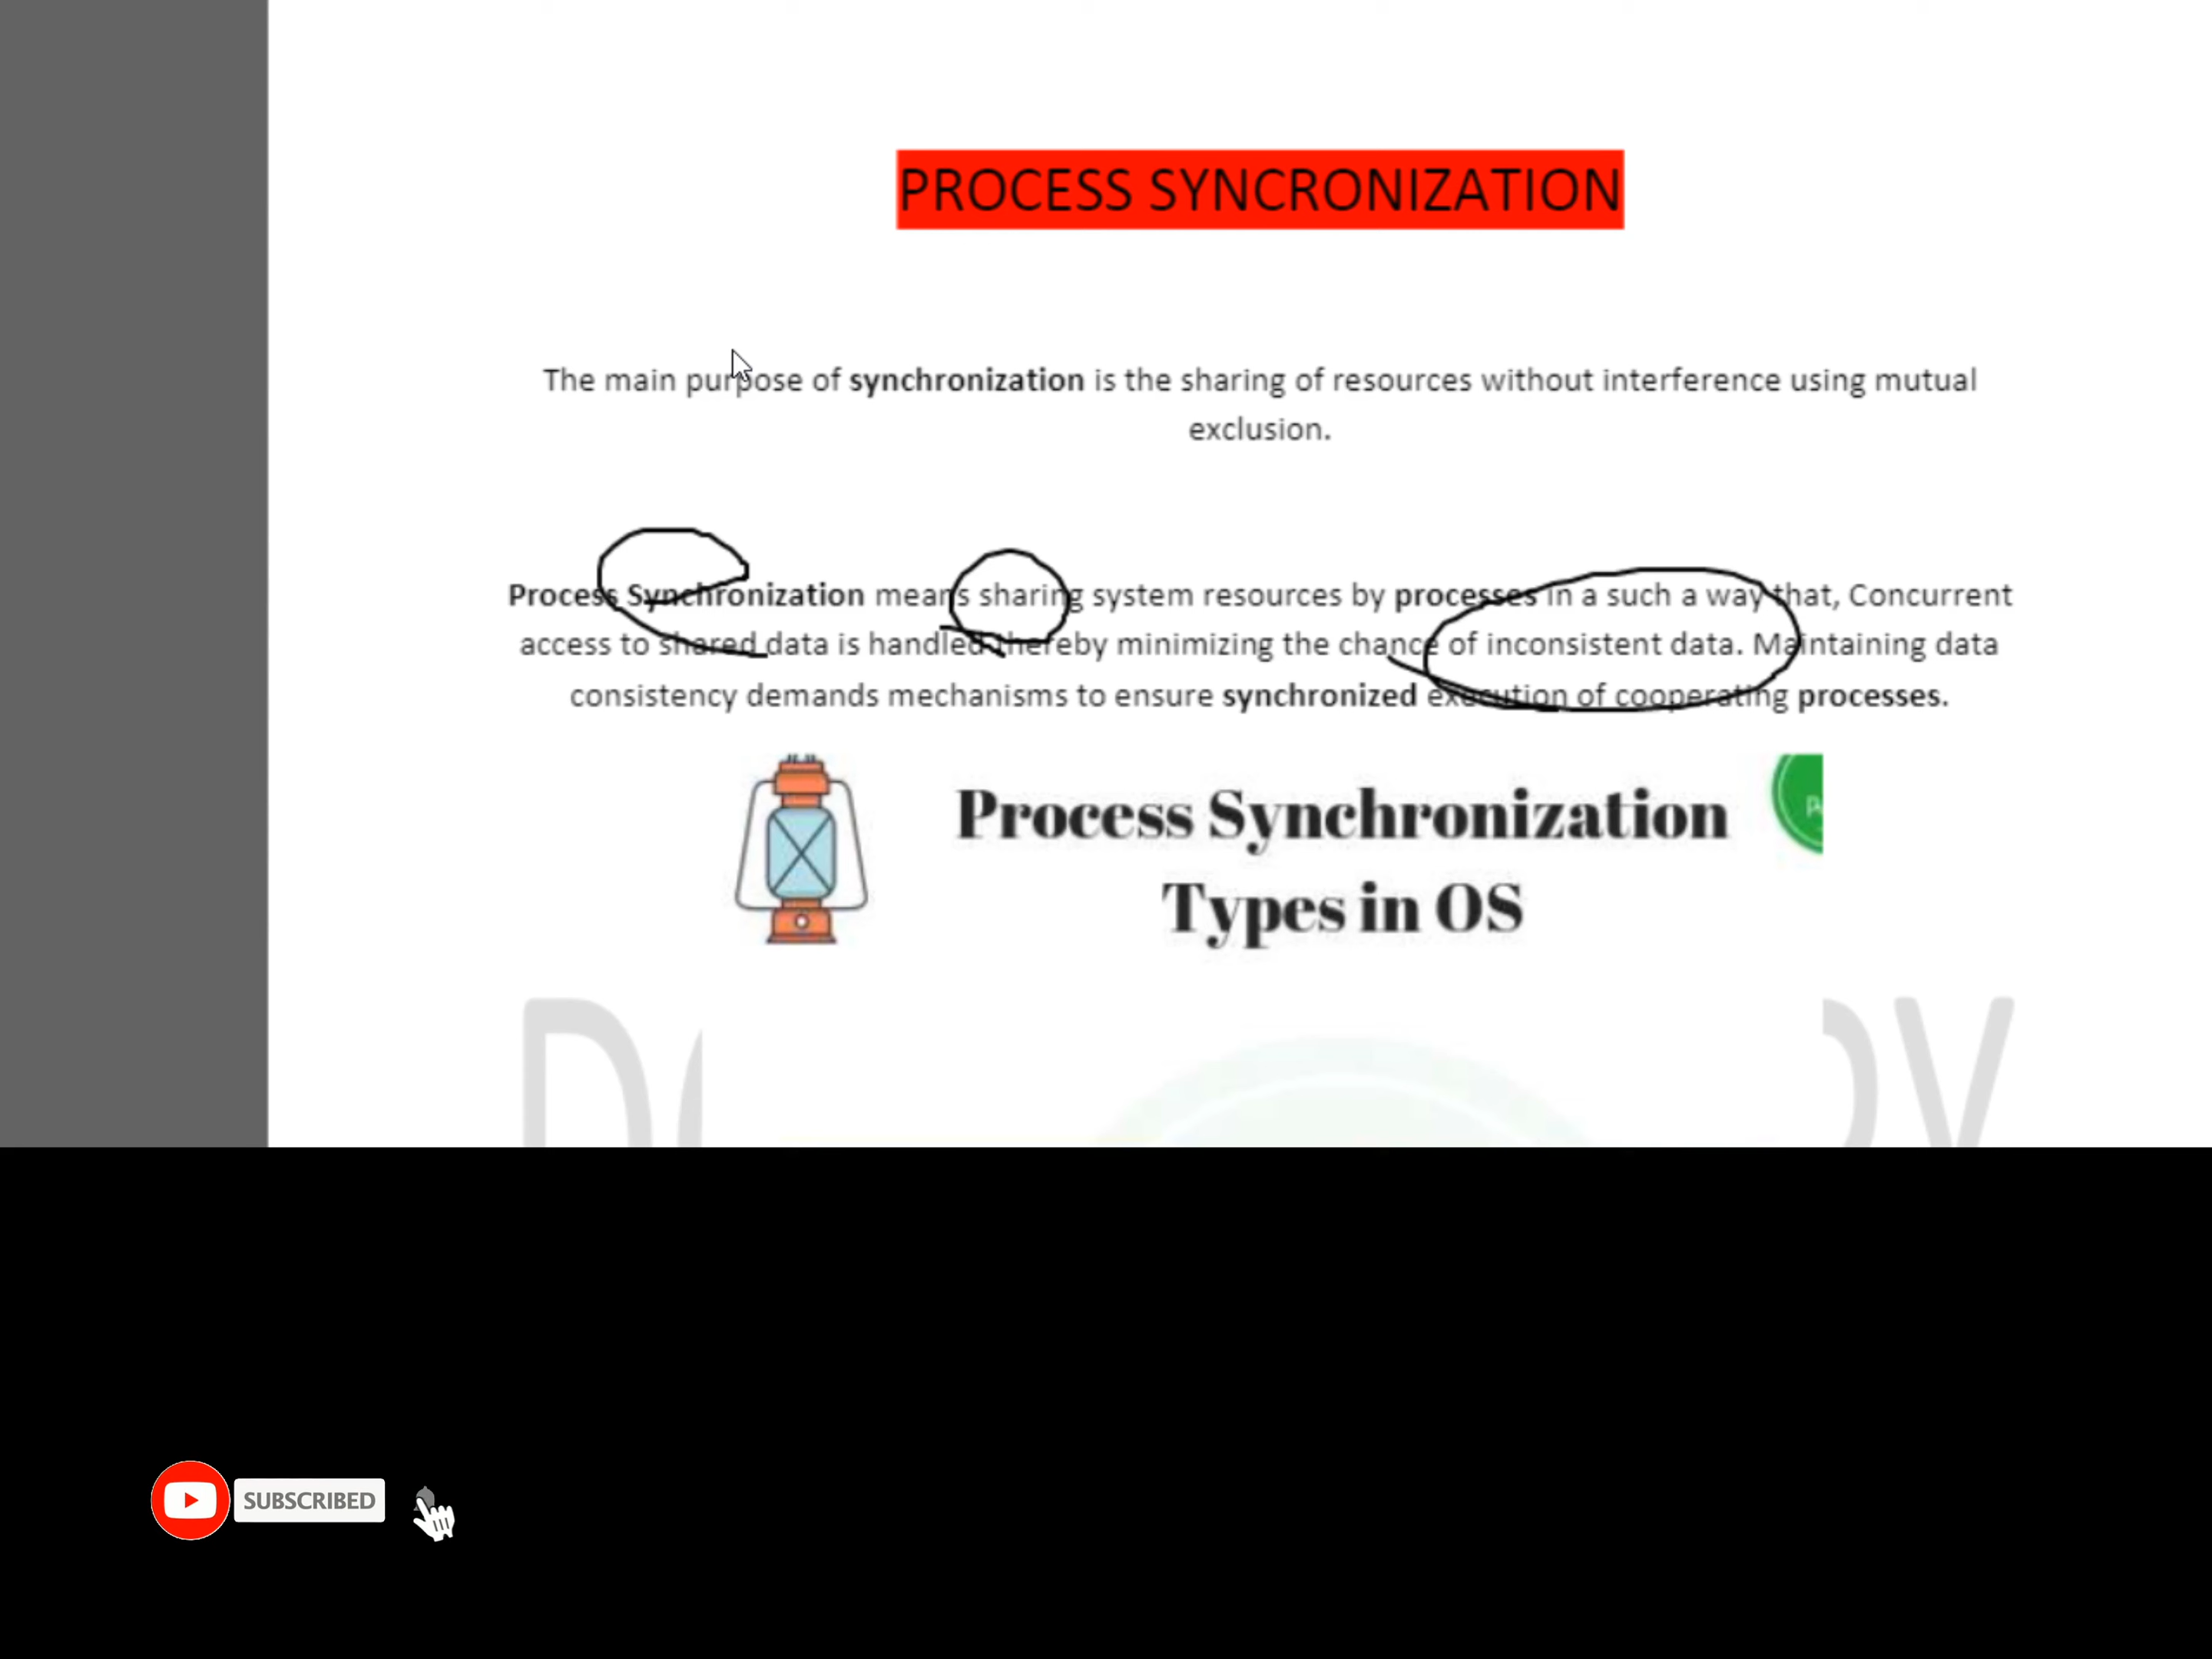 PROCESS SYNCRONIZATION
The main purpose of synchronization is the sharing of resources without interference using mutual
exclusion.
Process Synchronization means sharing system resources by processes in a such a way that, Concurrent
access to shared data is handled thereby minimizing the chance of inconsistent data. Maintaining data
consistency demands mechanisms to ensure synchronized execution of cooperating processes.
Process Synchronization
Types in OS
SUBSCRIBED